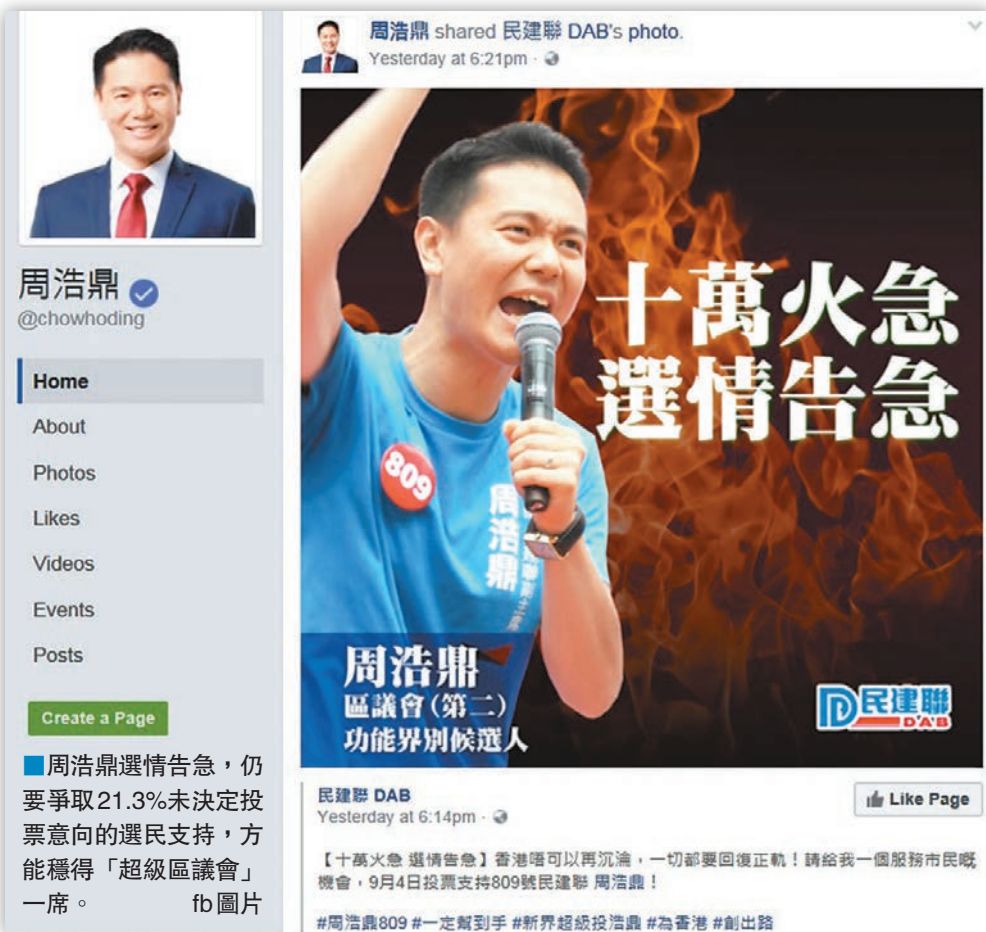 周浩鼎
@chowhoding
Home
About
Photos
Likes
Videos
Events
Posts
Create a Page
■周浩鼎選情告急，仍
要爭取21.3%未決定投
票意向的選民支持，方
能穩得「超級區議會」
一席。 fb圖片
周浩鼎 shared 民建聯 DAB's photo.
Yesterday at 6:21pm ·
十萬火急
選情告急
809
周浩鼎
周浩鼎
區議會(第二)
功能界別候選人
民建聯
DAB
民建聯 DAB
Yesterday at 6:14pm ·
Like Page
【十萬火急 選情告急】香港唔可以再沉淪，一切都要回復正軌！請給我一個服務市民嘅
機會，9月4日投票支持809號民建聯 周浩鼎！
#周浩鼎809 #一定幫到手 #新界超級投浩鼎 #為香港 #創出路